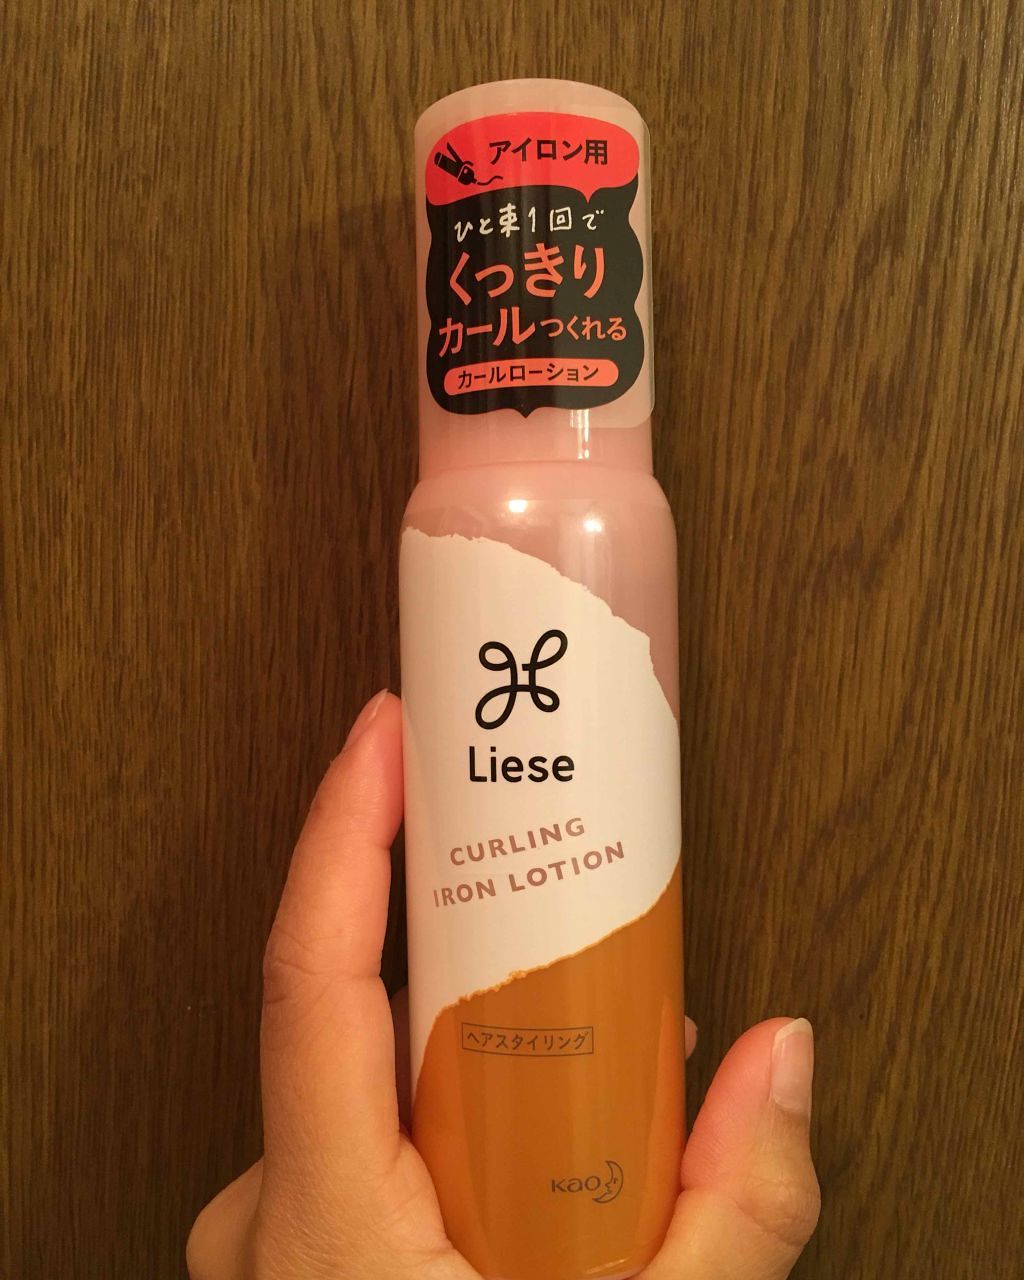 アイロン用
ひと束1回で
くっきり
カールつくれる
カールローション
Liese
CURLING
IRON LOTION
ヘアスタイリング
Kao